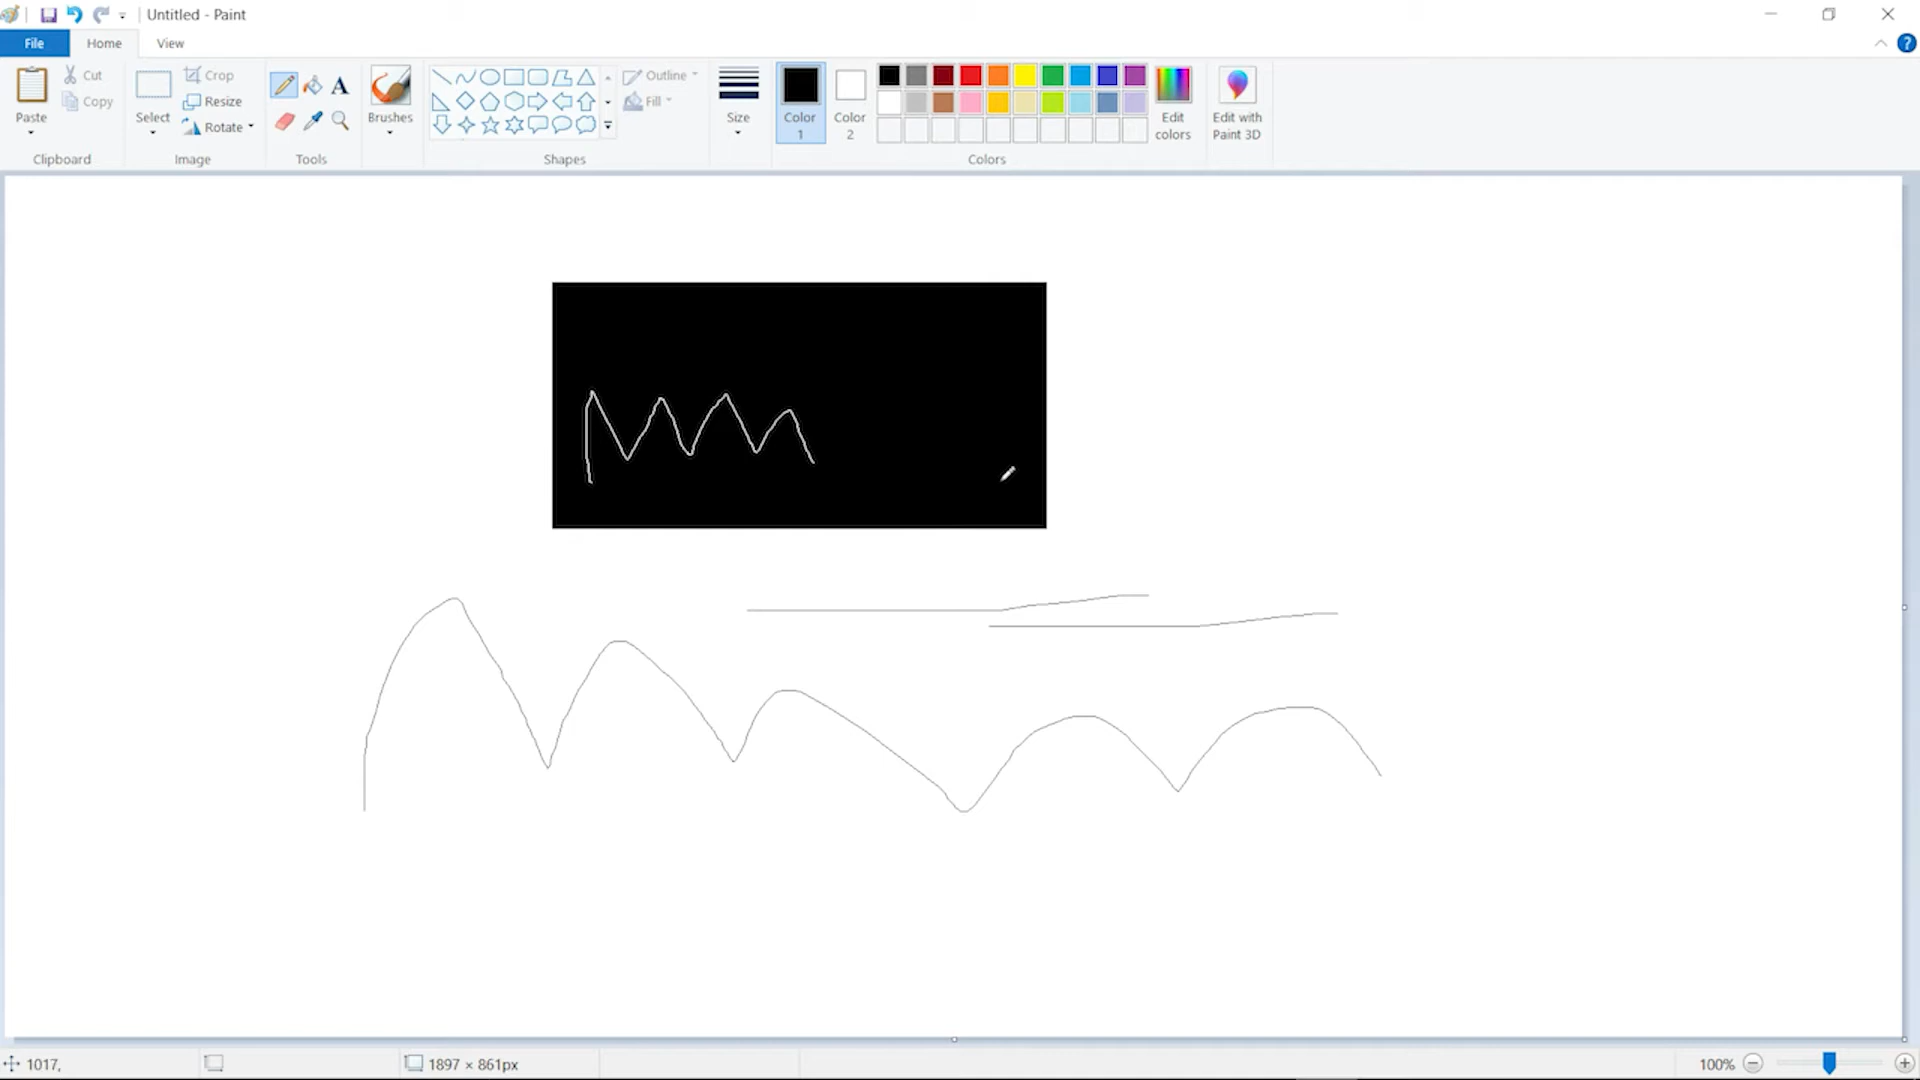 Untitled - Paint
File Home View
Paste
Cut
Copy
Clipboard
Select
Crop
Resize
Rotate
Image
Tools
Brushes
Shapes
Outline
Fill
Size
Color 1
Color 2
Colors
Edit colors
Edit with Paint 3D
1017,
1897 × 861px
100%